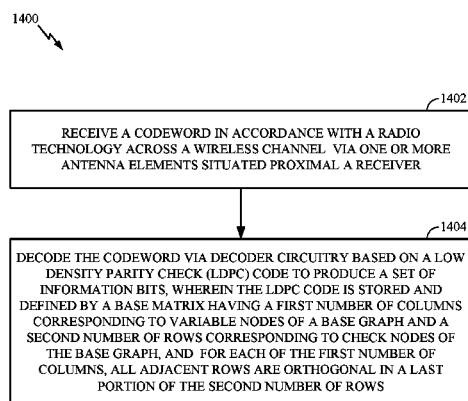 1400
1402
RECEIVE A CODEWORD IN ACCORDANCE WITH A RADIO
TECHNOLOGY ACROSS A WIRELESS CHANNEL VIA ONE OR MORE
ANTENNA ELEMENTS SITUATED PROXIMAL A RECEIVER
1404
DECODE THE CODEWORD VIA DECODER CIRCUITRY BASED ON A LOW
DENSITY PARITY CHECK (LDPC) CODE TO PRODUCE A SET OF
INFORMATION BITS, WHEREIN THE LDPC CODE IS STORED AND
DEFINED BY A BASE MATRIX HAVING A FIRST NUMBER OF COLUMNS
CORRESPONDING TO VARIABLE NODES OF A BASE GRAPH AND A
SECOND NUMBER OF ROWS CORRESPONDING TO CHECK NODES OF
THE BASE GRAPH, AND FOR EACH OF THE FIRST NUMBER OF
COLUMNS, ALL ADJACENT ROWS ARE ORTHOGONAL IN A LAST
PORTION OF THE SECOND NUMBER OF ROWS